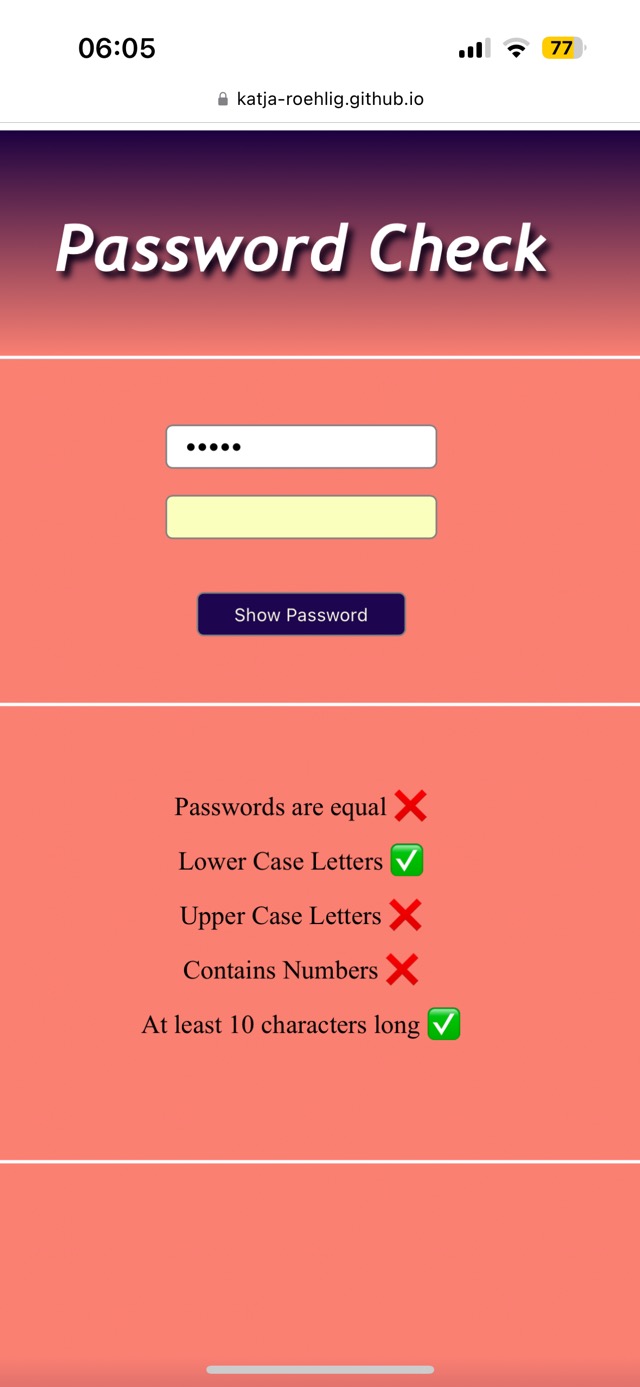 06:05
77
katja-roehlig.github.io
Password Check
•••••
Show Password
Passwords are equal ❌
Lower Case Letters ✅
Upper Case Letters ❌
Contains Numbers ❌
At least 10 characters long ✅